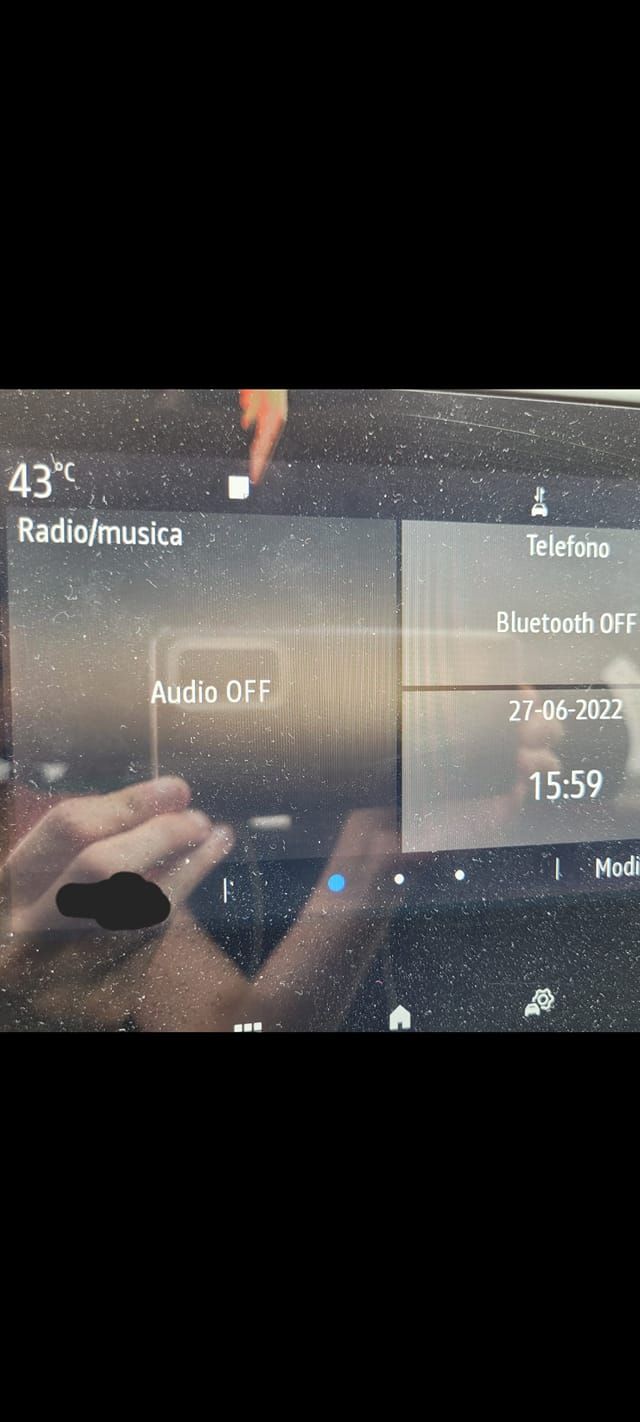 43°C
Radio/musica
Audio OFF
Telefono
Bluetooth OFF
27-06-2022
15:59
Modi